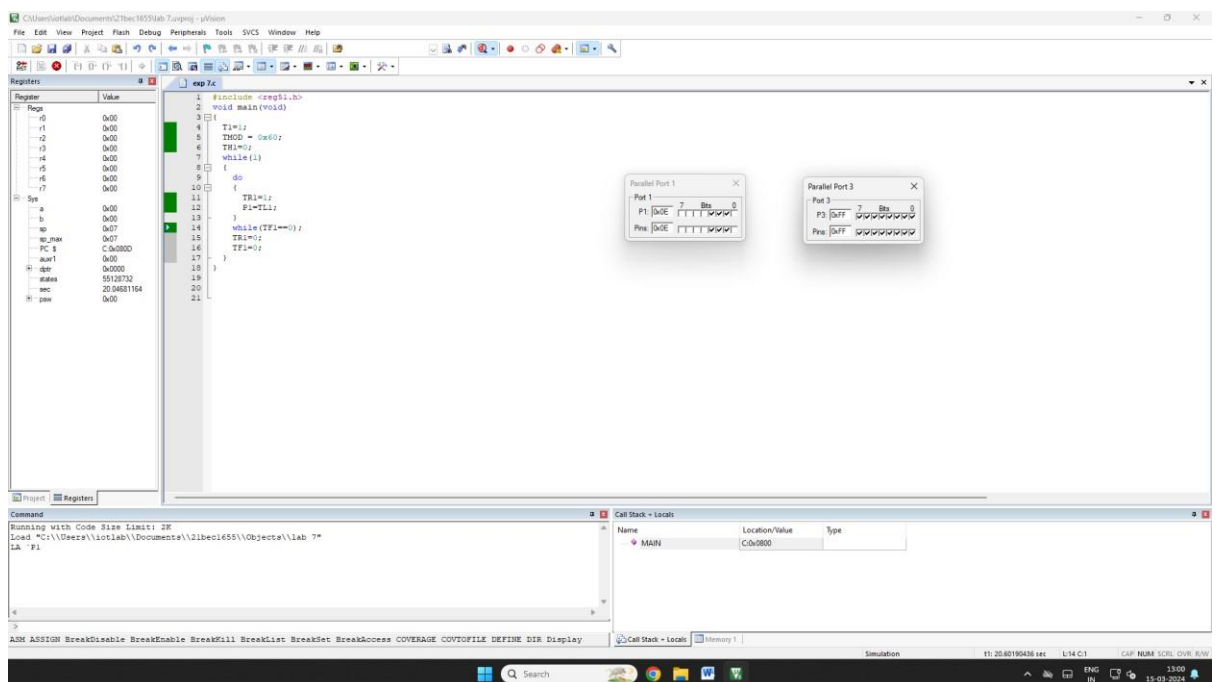 C:\Users\iotlab\Documents\21bec1655\lab 7.uvproj - µVision
File Edit View Project Flash Debug Peripherals Tools SVCS Window Help
Registers
exp 7.c
Register Value
Regs
r0 0x00
r1 0x00
r2 0x00
r3 0x00
r4 0x00
r5 0x00
r6 0x00
r7 0x00
Sys
a 0x00
b 0x00
sp 0x07
sp_max 0x07
PC $ C:0x080D
auxr1 0x00
dptr 0x0000
states 55128732
sec 20.04681164
psw 0x00
1 #include <reg51.h>
2 void main(void)
3 {
4 T1=1;
5 TMOD = 0x60;
6 TH1=0;
7 while(1)
8 {
9 do
10 {
11 TR1=1;
12 P1=TL1;
13 }
14 while(TF1==0);
15 TR1=0;
16 TF1=0;
17 }
18 }
19
20
21
Parallel Port 1
Port 1
7 Bits 0
P1: 0x0E
Pins: 0x0E
Parallel Port 3
Port 3
7 Bits 0
P3: 0xFF
Pins: 0xFF
Project Registers
Command
Running with Code Size Limit: 2K
Load "C:\\Users\\iotlab\\Documents\\21bec1655\\Objects\\lab 7"
LA `P1
>
ASM ASSIGN BreakDisable BreakEnable BreakKill BreakList BreakSet BreakAccess COVERAGE COVTOFILE DEFINE DIR Display
Call Stack + Locals
Name Location/Value Type
MAIN C:0x0800
Call Stack + Locals Memory 1
Simulation t1: 20.60190436 sec L:14 C:1 CAP NUM SCRL OVR R/W
Search
ENG
IN
13:00
15-03-2024